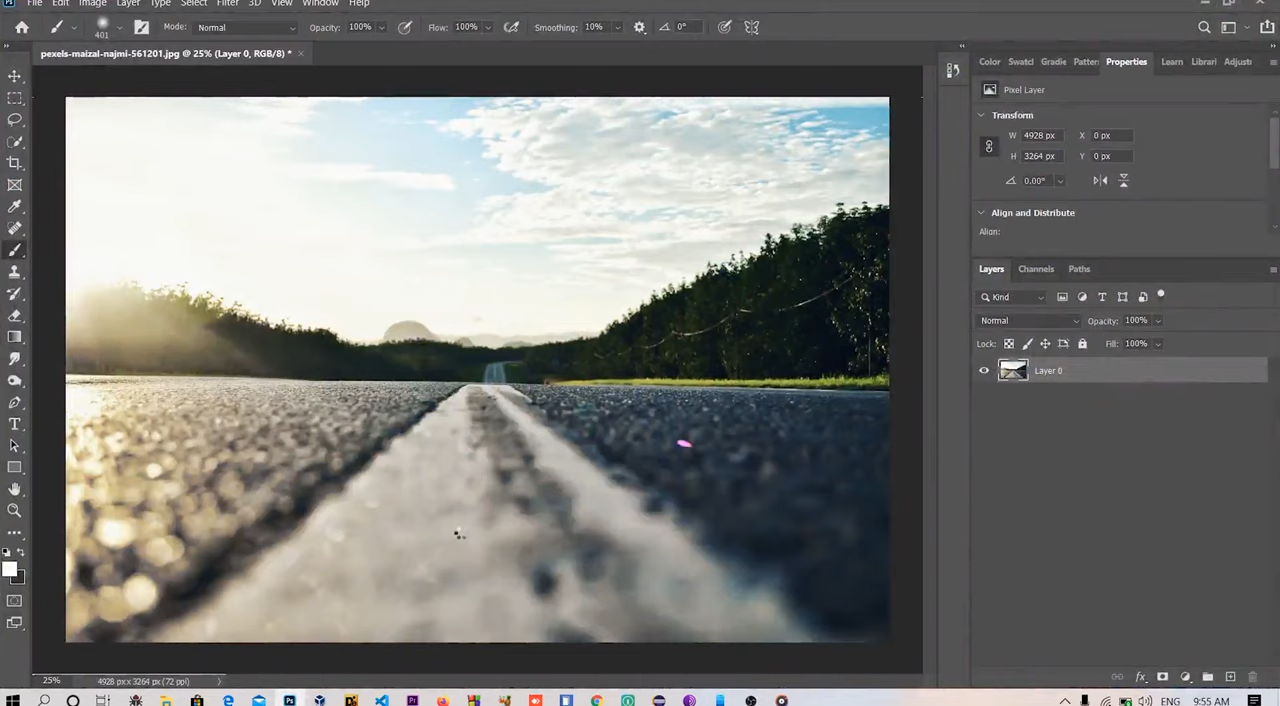 File Edit Image Layer Type Select Filter 3D View Window Help
401 Mode: Normal Opacity: 100% Flow: 100% Smoothing: 10% 0°
pexels-maizal-najmi-561201.jpg @ 25% (Layer 0, RGB/8) * ×
Color Swatcl Gradie Patter Properties Learn Librari Adjustr
Pixel Layer
Transform
W 4928 px X 0 px
H 3264 px Y 0 px
0.00°
Align and Distribute
Align:
Layers Channels Paths
Kind
Normal Opacity: 100%
Lock: Fill: 100%
Layer 0
25% 4928 px x 3264 px (72 ppi)
ENG 9:55 AM